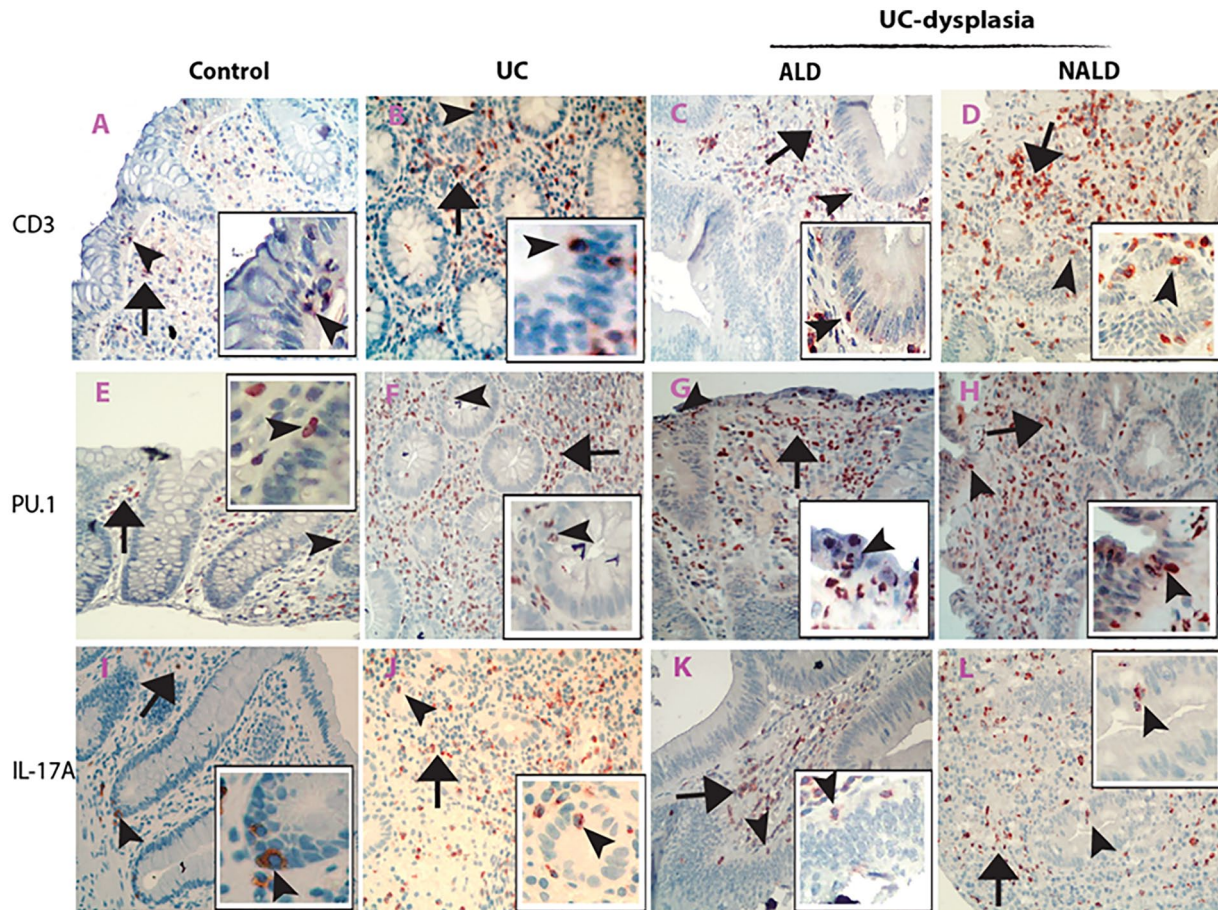 UC-dysplasia
Control UC ALD NALD
CD3
A B C D
PU.1
E F G H
IL-17A
I J K L